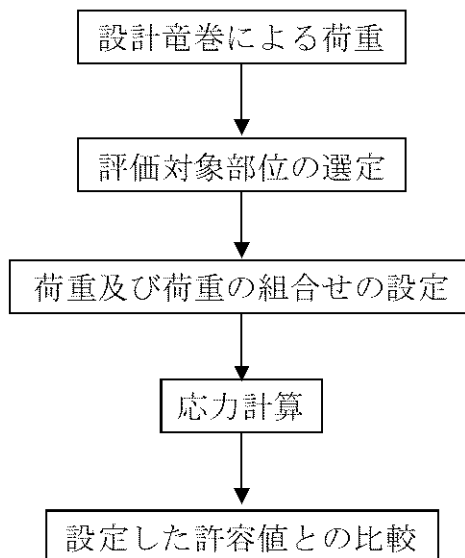 設計竜巻による荷重
評価対象部位の選定
荷重及び荷重の組合せの設定
応力計算
設定した許容値との比較